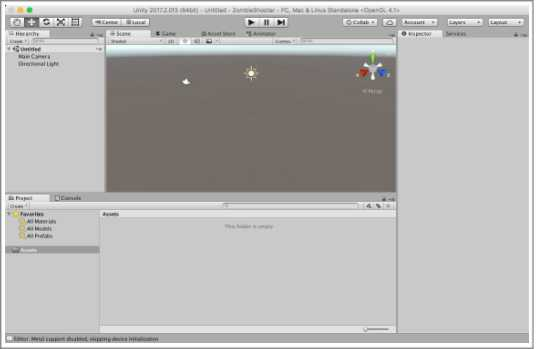 Unity 2017.2.0f3 (64bit) - Untitled - ZombieShooter - PC, Mac & Linux Standalone <OpenGL 4.1>
Center Local Collab Account Layers Layout
Hierarchy Scene Game Asset Store Animator Inspector Services
Create Shaded 2D Gizmos
Untitled
Main Camera
Directional Light
Persp
Project Console
Create
Favorites Assets
All Materials This folder is empty
All Models
All Prefabs
Assets
Editor: Metal support disabled, skipping device initialization